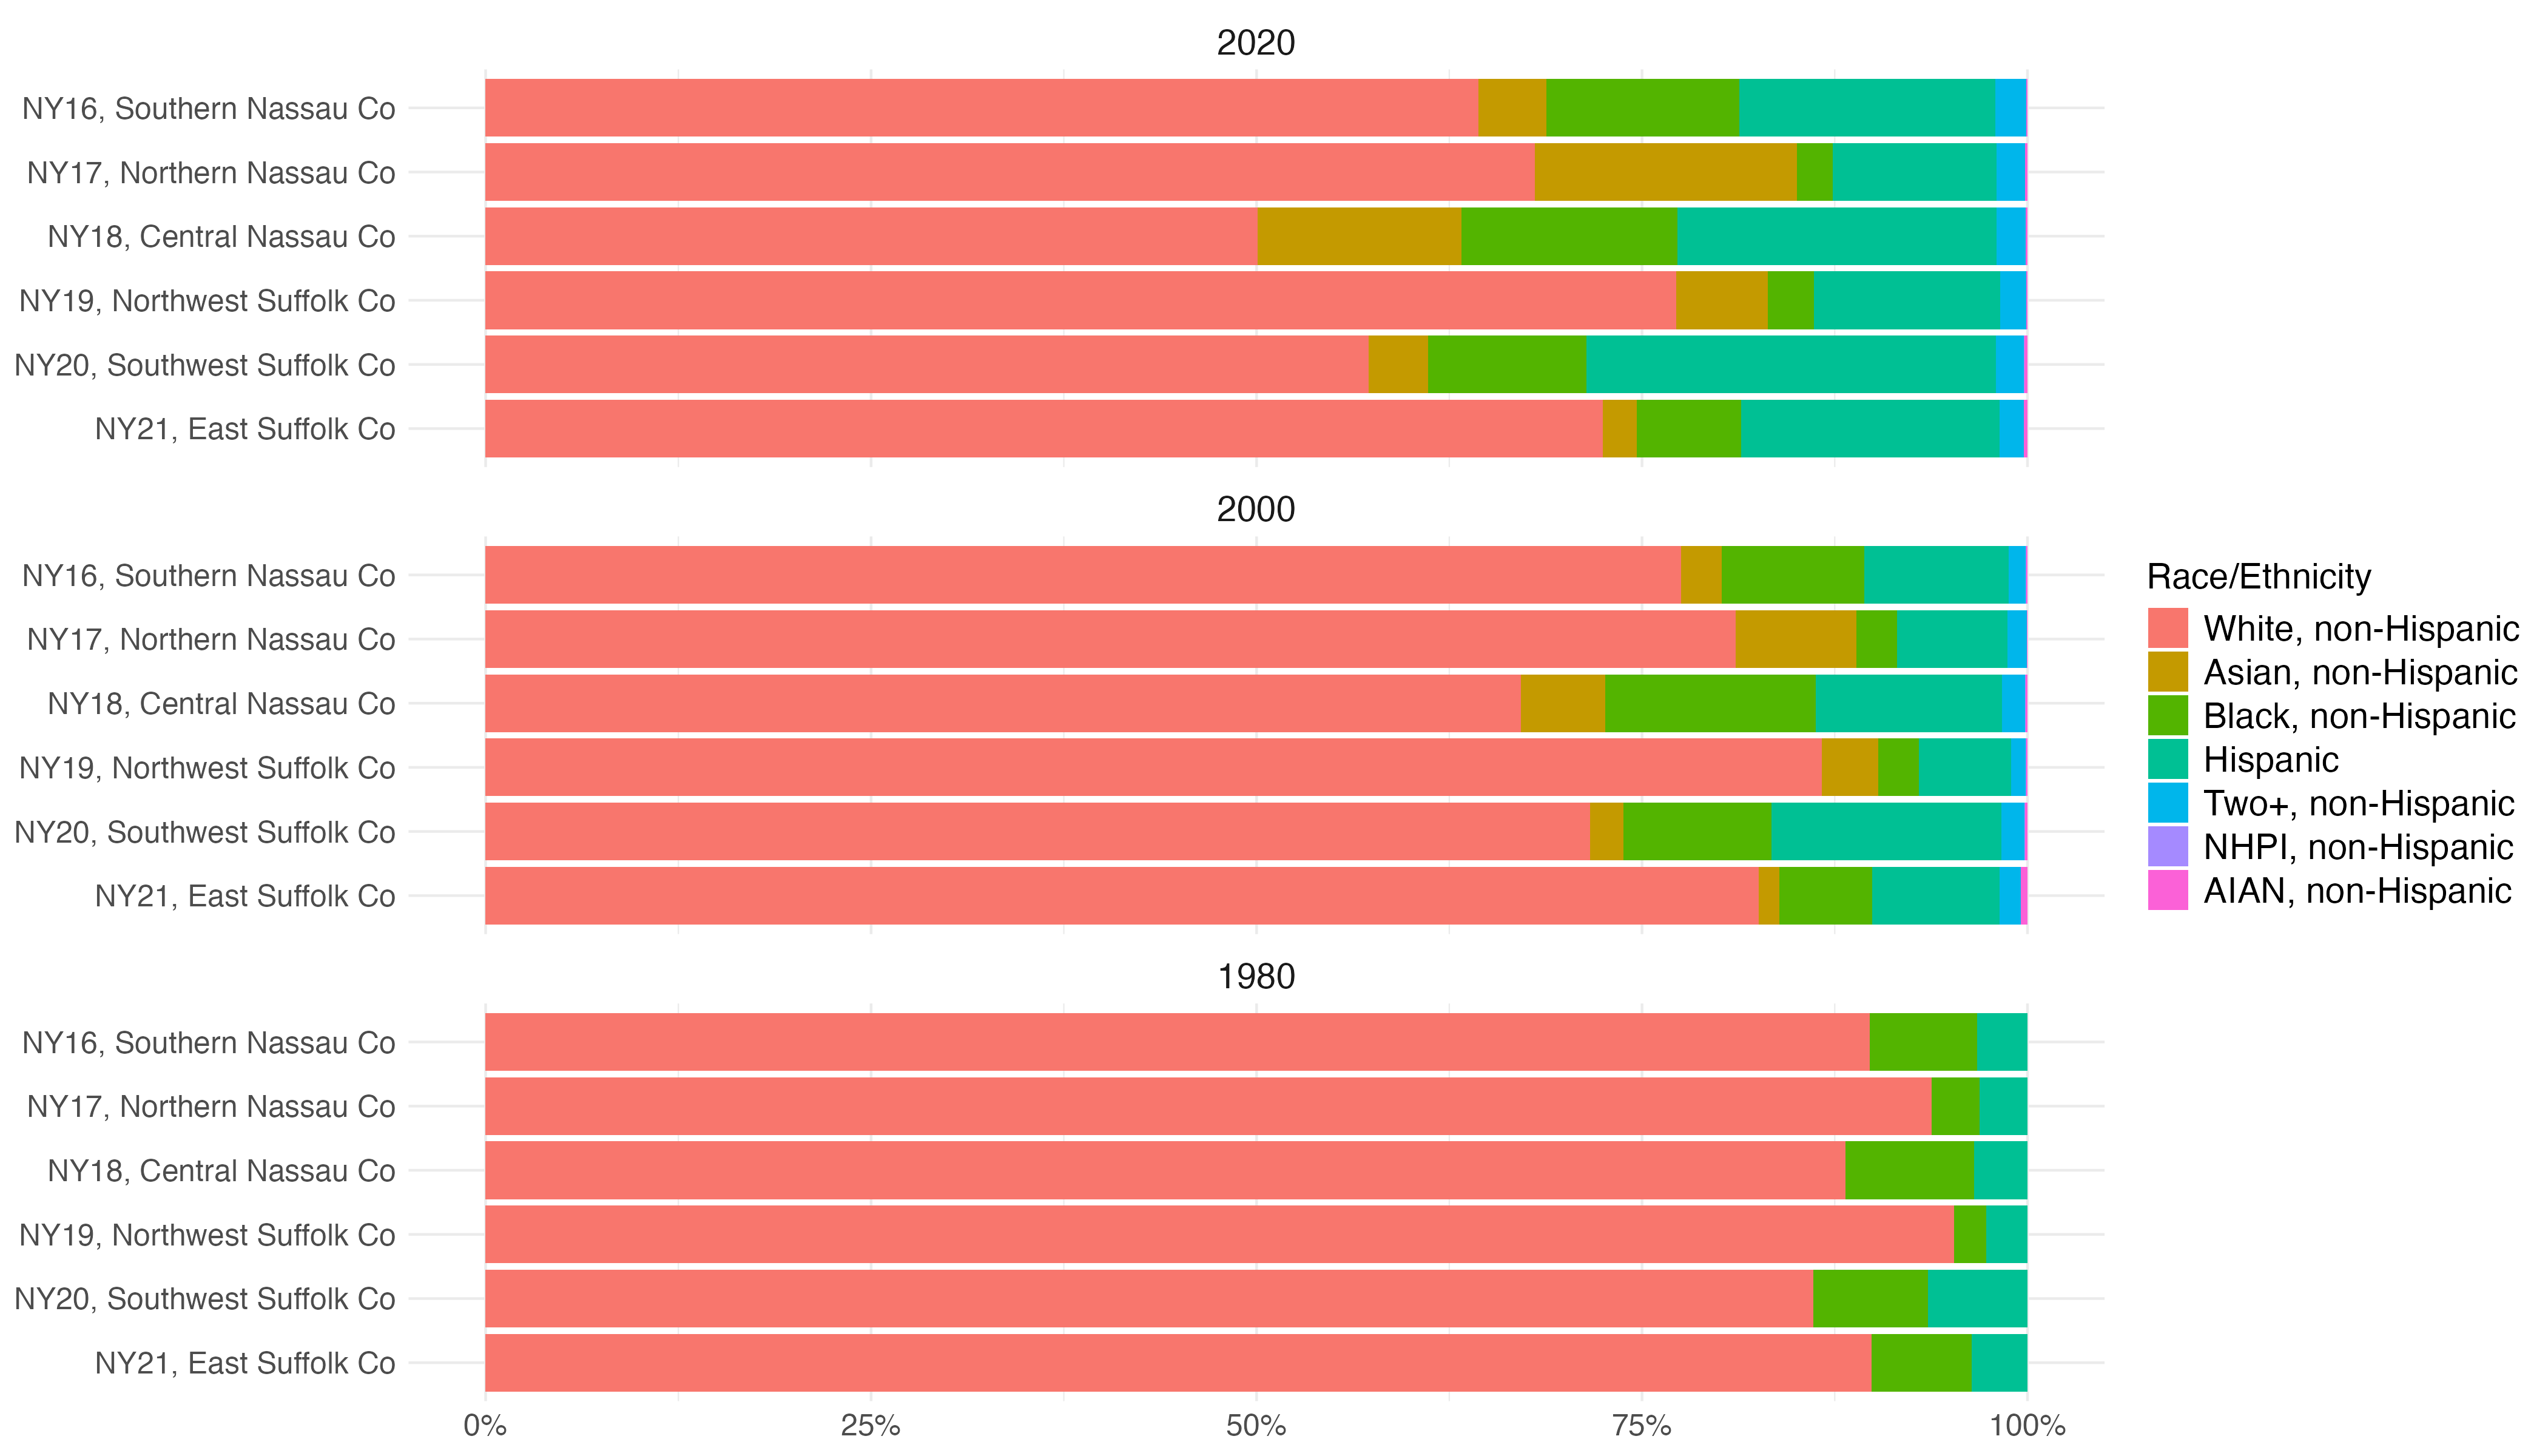 2020
NY16, Southern Nassau Co
NY17, Northern Nassau Co
NY18, Central Nassau Co
NY19, Northwest Suffolk Co
NY20, Southwest Suffolk Co
NY21, East Suffolk Co
2000
NY16, Southern Nassau Co
NY17, Northern Nassau Co
NY18, Central Nassau Co
NY19, Northwest Suffolk Co
NY20, Southwest Suffolk Co
NY21, East Suffolk Co
1980
NY16, Southern Nassau Co
NY17, Northern Nassau Co
NY18, Central Nassau Co
NY19, Northwest Suffolk Co
NY20, Southwest Suffolk Co
NY21, East Suffolk Co
0% 25% 50% 75% 100%
Race/Ethnicity
White, non-Hispanic
Asian, non-Hispanic
Black, non-Hispanic
Hispanic
Two+, non-Hispanic
NHPI, non-Hispanic
AIAN, non-Hispanic